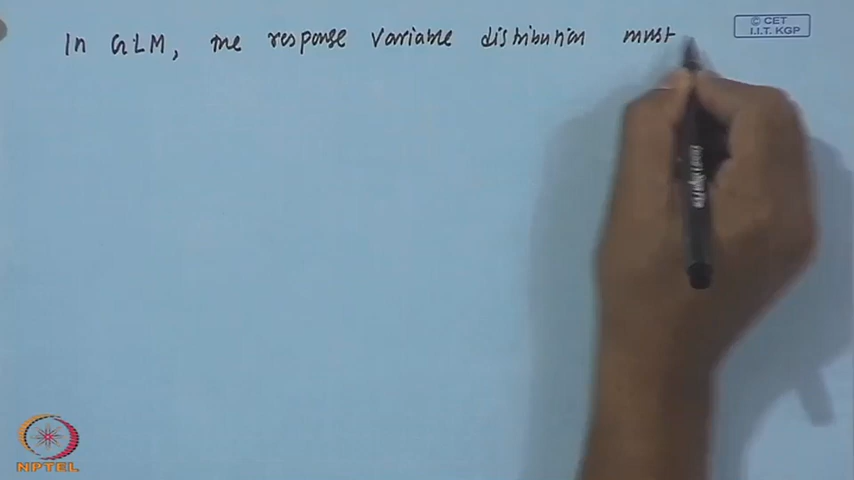 In GLM, the response variable distribution must
© CET
I.I.T. KGP
NPTEL